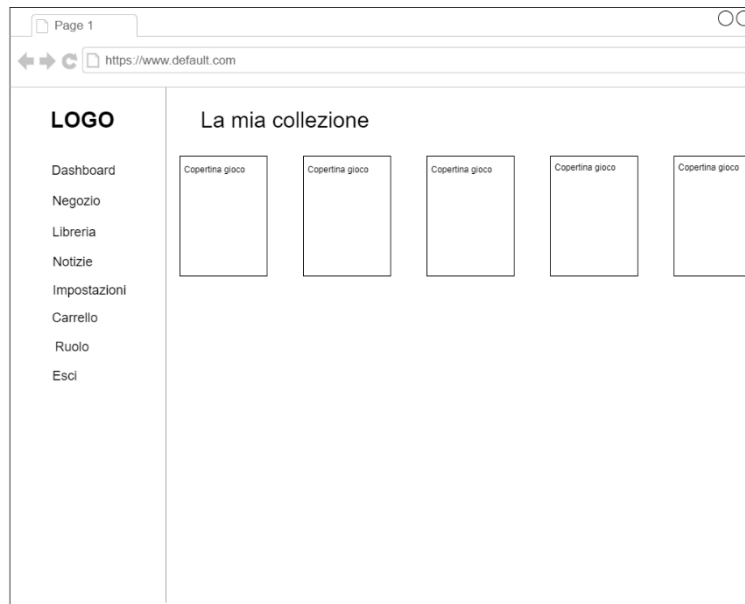 Page 1
https://www.default.com
LOGO
La mia collezione
Dashboard
Negozio
Libreria
Notizie
Impostazioni
Carrello
Ruolo
Esci
Copertina gioco
Copertina gioco
Copertina gioco
Copertina gioco
Copertina gioco